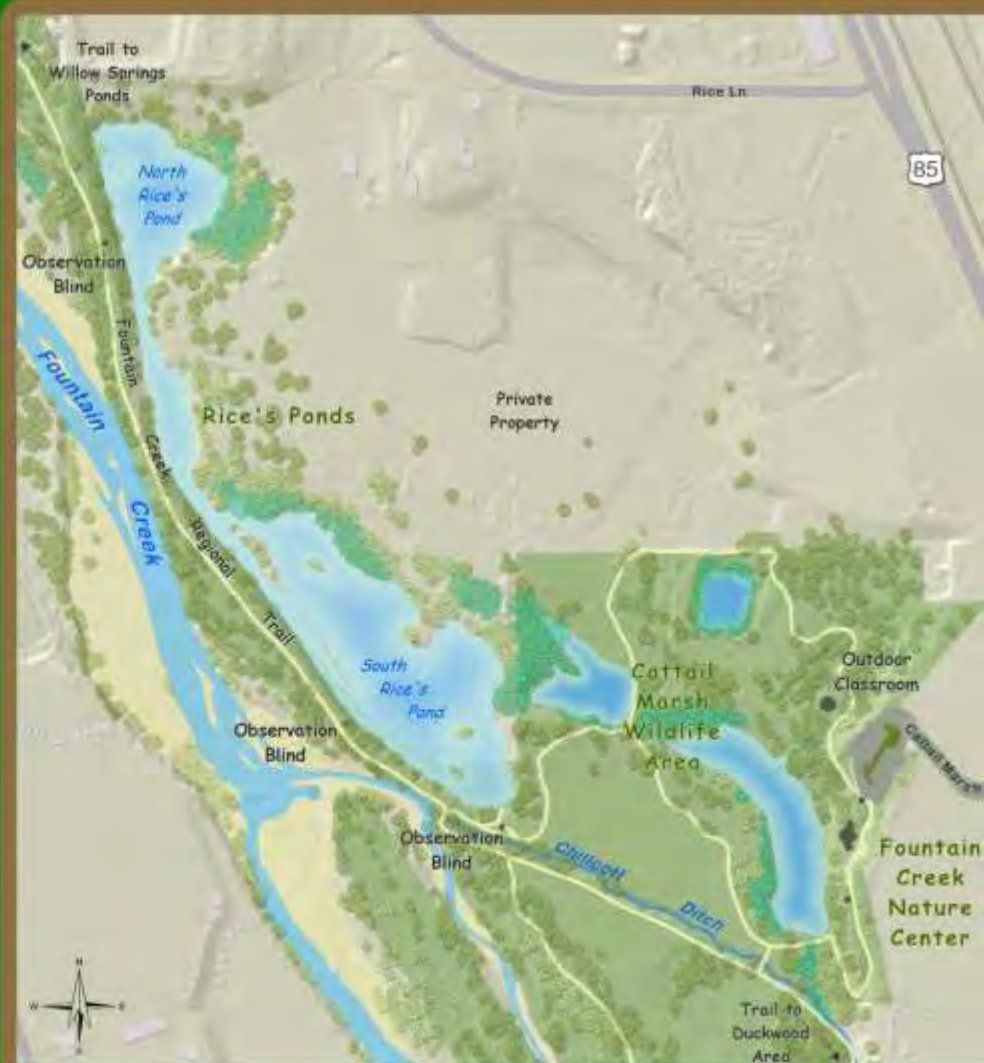 Trail to
Willow Springs
Ponds
Rice Ln
85
North
Rice's
Pond
Observation
Blind
Fountain
Creek
Regional
Trail
Fountain
Creek
Rice's Ponds
Private
Property
South
Rice's
Pond
Cattail
Marsh
Wildlife
Area
Outdoor
Classroom
Cattail Marsh
Observation
Blind
Observation
Blind
Chilicott
Ditch
Fountain
Creek
Nature
Center
Trail to
Duckwood
Area
N
W
E
S